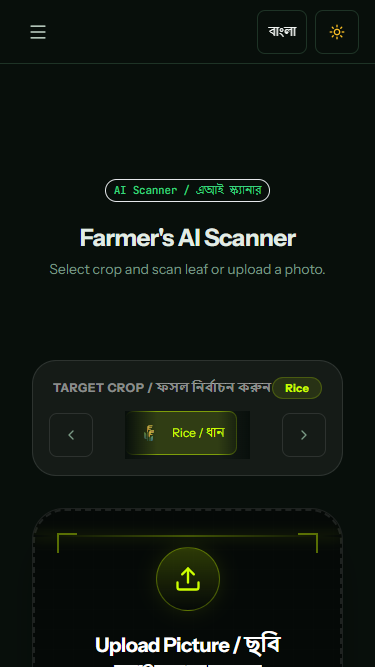 বাংলা
AI Scanner / এআই স্ক্যানার
Farmer's AI Scanner
Select crop and scan leaf or upload a photo.
TARGET CROP / ফসল নির্বাচন করুন Rice
Rice / ধান
Upload Picture / ছবি